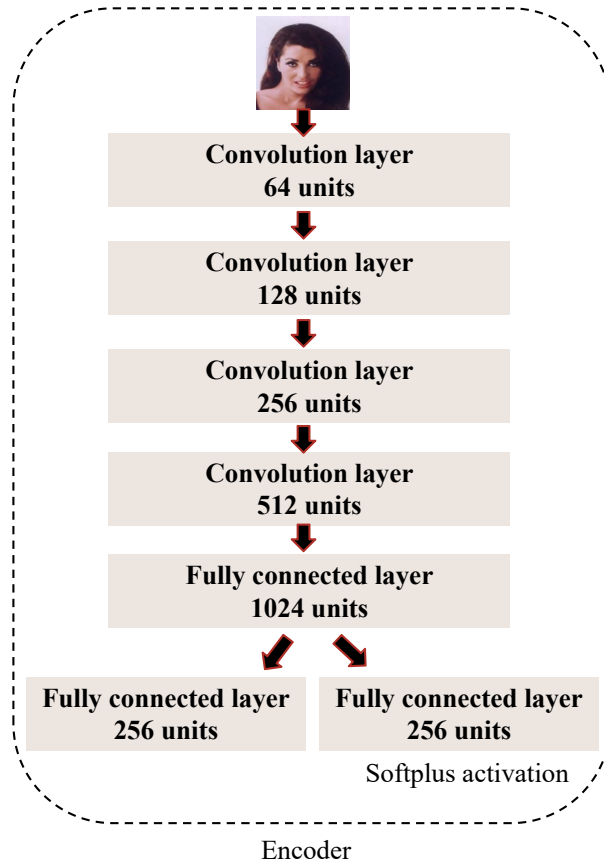 Convolution layer
64 units
Convolution layer
128 units
Convolution layer
256 units
Convolution layer
512 units
Fully connected layer
1024 units
Fully connected layer
256 units
Fully connected layer
256 units
Softplus activation
Encoder